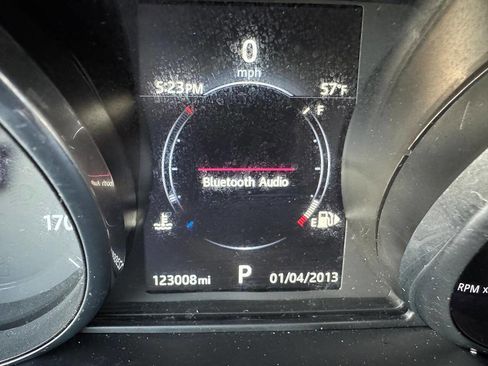 0
mph
5:23PM
57°F
F
Bluetooth Audio
E
170
123008mi
P
01/04/2013
RPM x